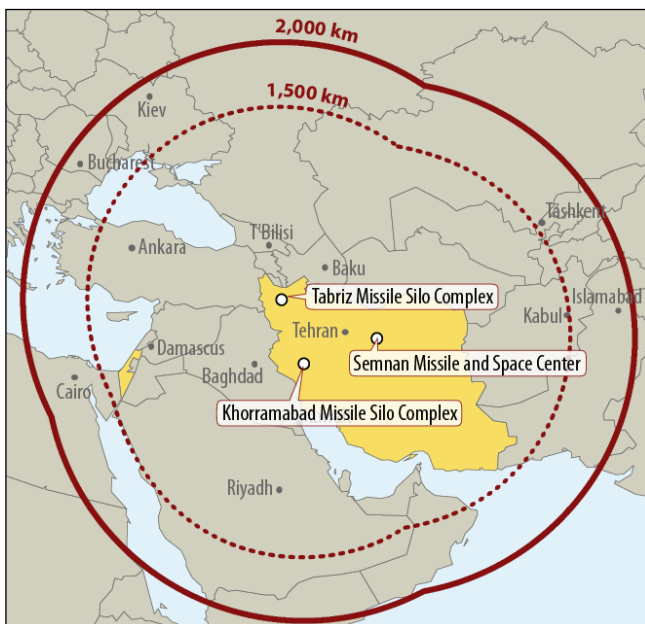 2,000 km
1,500 km
Kiev
Bucharest
Tashkent
Ankara
T'Bilisi
Baku
Tabriz Missile Silo Complex
Islamabad
Kabul
Tehran
Damascus
Semnan Missile and Space Center
Baghdad
Cairo
Khorramabad Missile Silo Complex
Riyadh